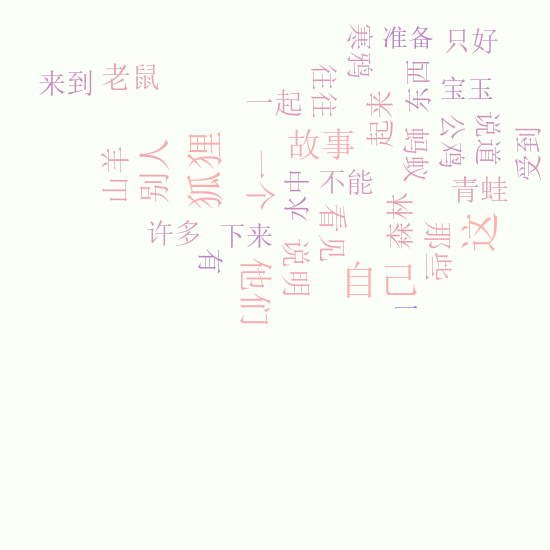 寒鸦
准备
只好
来到
老鼠
往往
东西
宝玉
一起
起来
故事
蚂蚁
公鸡
说道
受到
山羊
别人
狐狸
一个
水中
不能
青蛙
许多
下来
看见
森林
那些
这
有
他们
说明
自己
一